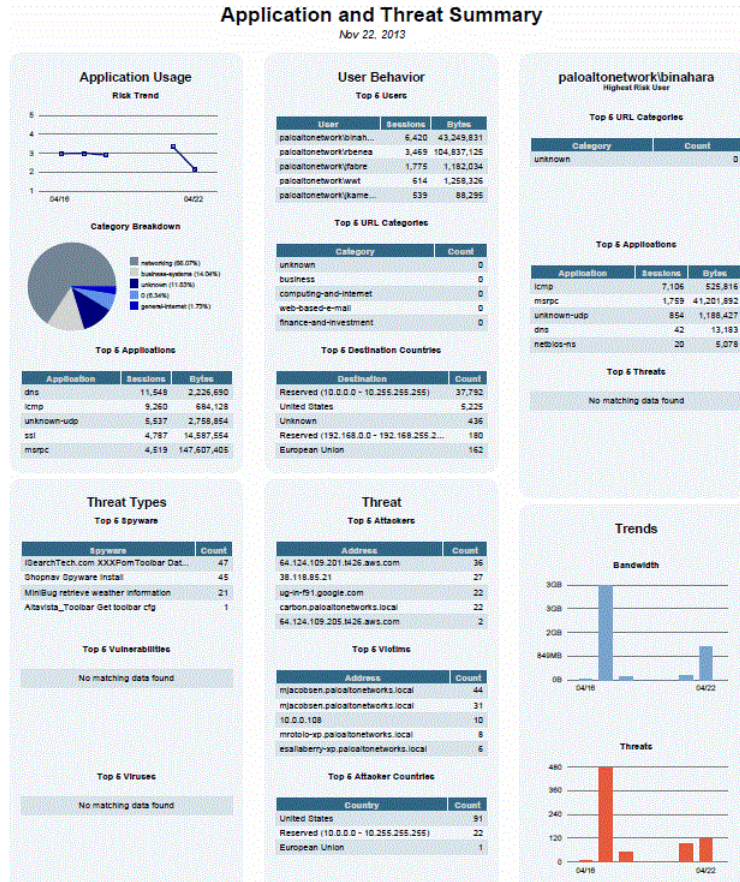 Application and Threat Summary
Nov 22, 2013
Application Usage
Risk Trend
5
4
3
2
1
04/16
04/22
Category Breakdown
networking (66.07%)
business-systems (14.04%)
unknown (11.83%)
0 (6.34%)
general-internet (1.73%)
Top 5 Applications
Application Sessions Bytes
dns 11,548 2,226,690
icmp 9,260 684,128
unknown-udp 5,537 2,758,854
ssl 4,787 14,587,554
msrpc 4,519 147,607,405
User Behavior
Top 5 Users
User Sessions Bytes
paloaltonetwork\binah... 6,420 43,249,831
paloaltonetwork\rbenea 3,469 104,837,125
paloaltonetwork\jfabre 1,775 1,182,034
paloaltonetwork\wwt 614 1,258,326
paloaltonetwork\jkame... 539 88,295
Top 5 URL Categories
Category Count
unknown 0
business 0
computing-and-internet 0
web-based-e-mail 0
finance-and-investment 0
Top 5 Destination Countries
Destination Count
Reserved (10.0.0.0 - 10.255.255.255) 37,792
United States 5,225
Unknown 436
Reserved (192.168.0.0 - 192.168.255.2... 180
European Union 162
paloaltonetwork\binahara
Highest Risk User
Top 5 URL Categories
Category Count
unknown 0
Top 5 Applications
Application Sessions Bytes
icmp 7,106 525,816
msrpc 1,759 41,201,892
unknown-udp 854 1,188,427
dns 42 13,183
netbios-ns 20 5,078
Top 5 Threats
No matching data found
Threat Types
Top 5 Spyware
Spyware Count
ISearchTech.com XXXPornToolbar Dat... 47
Shopnav Spyware Install 45
MiniBug retrieve weather information 21
Altavista_Toolbar Get toolbar cfg 1
Top 5 Vulnerabilities
No matching data found
Top 5 Viruses
No matching data found
Threat
Top 5 Attackers
Address Count
64.124.109.201.t426.aws.com 36
38.118.85.21 27
ug-in-f91.google.com 22
carbon.paloaltonetworks.local 22
64.124.109.205.t426.aws.com 2
Top 5 Victims
Address Count
mjacobsen.paloaltonetworks.local 44
mjacobsen.paloaltonetworks.local 31
10.0.0.108 10
mrotolo-xp.paloaltonetworks.local 8
esallaberry-xp.paloaltonetworks.local 6
Top 5 Attacker Countries
Country Count
United States 91
Reserved (10.0.0.0 - 10.255.255.255) 22
European Union 1
Trends
Bandwidth
3GB
3GB
2GB
849MB
0B
04/16
04/22
Threats
480
360
240
120
0
04/16
04/22